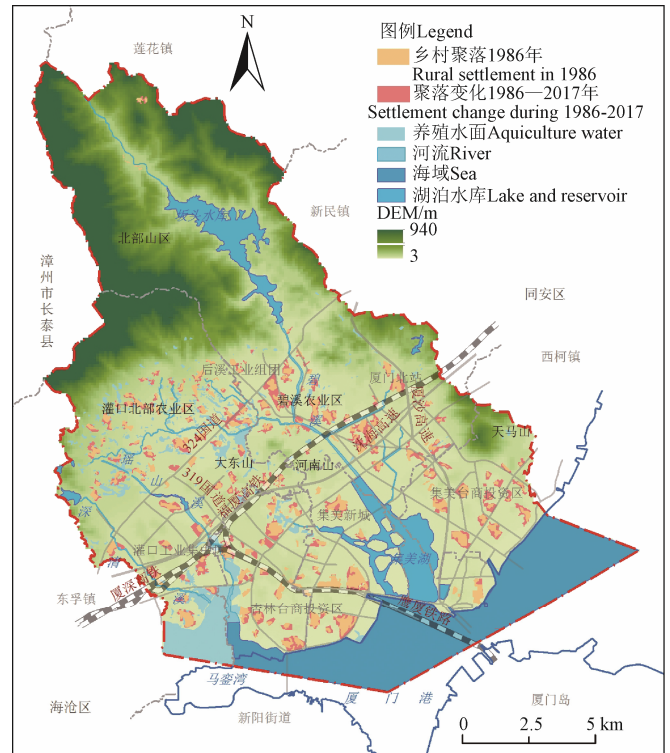 莲花镇
N
图例Legend
乡村聚落1986年
Rural settlement in 1986
聚落变化1986—2017年
Settlement change during 1986-2017
养殖水面Aquiculture water
河流River
海域Sea
湖泊水库Lake and reservoir
DEM/m
940
3
新民镇
北部山区
漳州市长泰县
同安区
西柯镇
后溪工业组团
厦门北站
碧溪农业区
灌口北部农业区
324国道
天马山
大东山
河南山
319国道
集美台商投资区
集美新城
集美湖
灌口工业集中区
厦深高铁
鹰厦铁路
东孚镇
杏林台商投资区
马銮湾
厦门港
海沧区
新阳街道
厦门岛
0 2.5 5 km